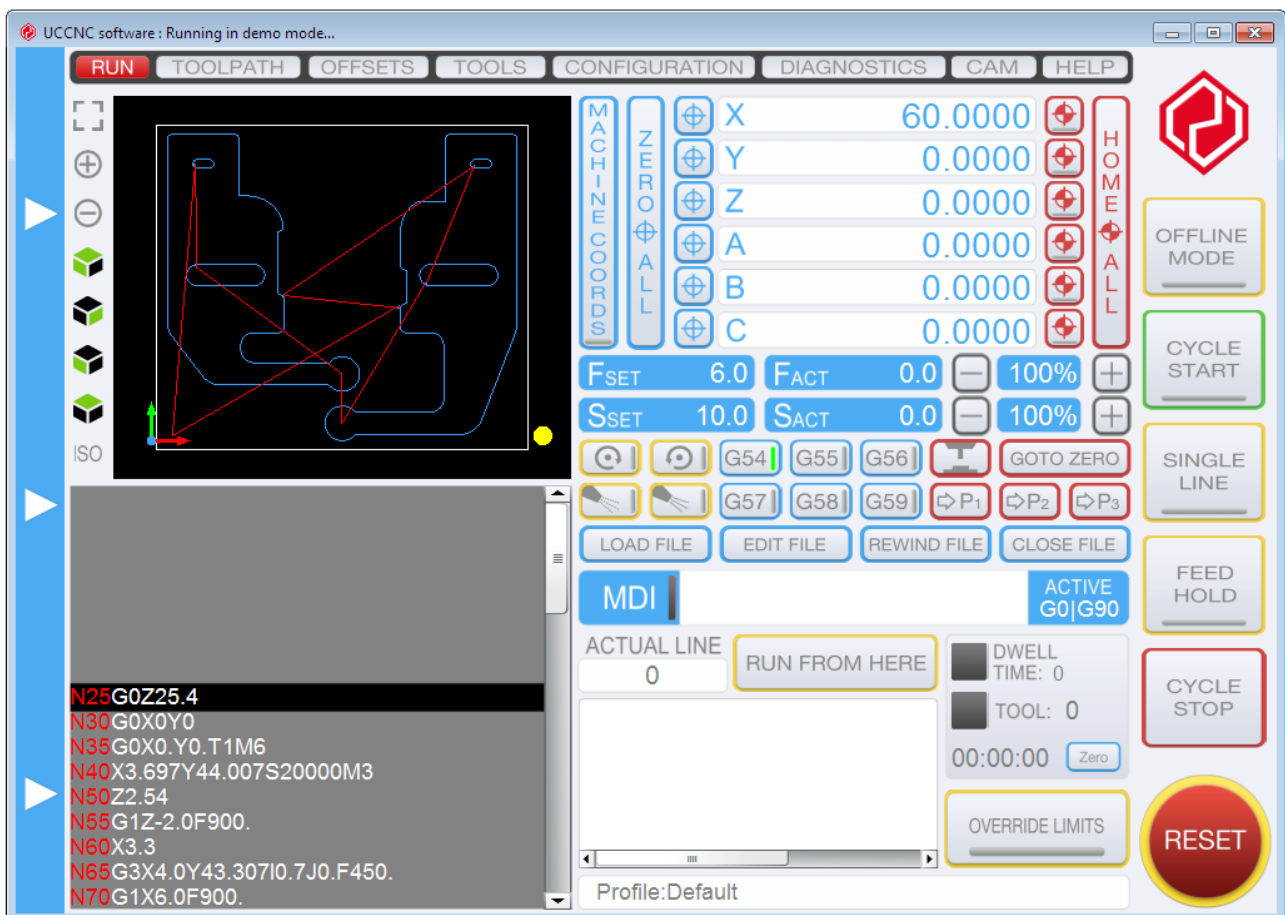 UCCNC software : Running in demo mode...
RUN TOOLPATH OFFSETS TOOLS CONFIGURATION DIAGNOSTICS CAM HELP
ISO
MACHINE COORDS
ZERO ALL
X 60.0000
Y 0.0000
Z 0.0000
A 0.0000
B 0.0000
C 0.0000
HOME ALL
FSET 6.0 FACT 0.0 100%
SSET 10.0 SACT 0.0 100%
G54 G55 G56 GOTO ZERO
G57 G58 G59 P1 P2 P3
LOAD FILE EDIT FILE REWIND FILE CLOSE FILE
MDI ACTIVE
G0|G90
ACTUAL LINE
0
RUN FROM HERE
DWELL
TIME: 0
TOOL: 0
00:00:00 Zero
OVERRIDE LIMITS
Profile:Default
N25G0Z25.4
N30G0X0Y0
N35G0X0.Y0.T1M6
N40X3.697Y44.007S20000M3
N50Z2.54
N55G1Z-2.0F900.
N60X3.3
N65G3X4.0Y43.307I0.7J0.F450.
N70G1X6.0F900.
OFFLINE
MODE
CYCLE
START
SINGLE
LINE
FEED
HOLD
CYCLE
STOP
RESET